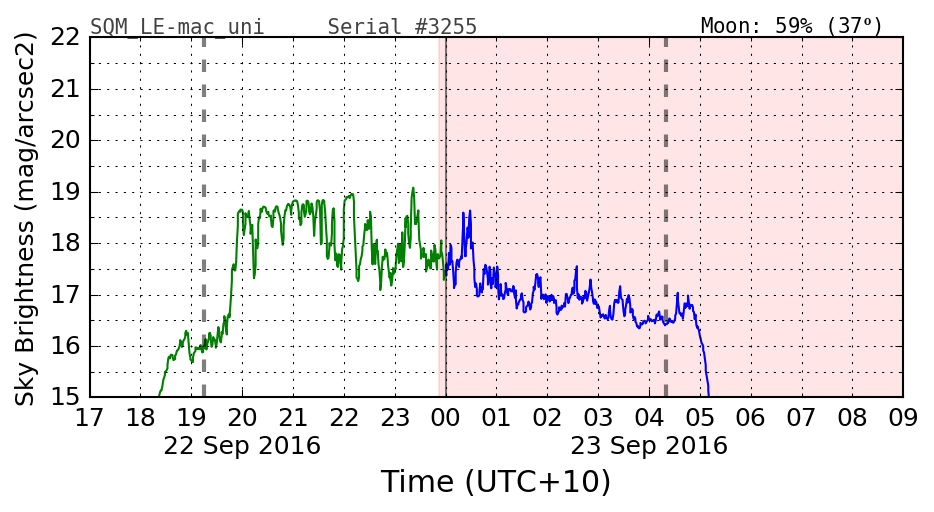 SQM_LE-mac_uni Serial #3255 Moon: 59% (37°)
22
21
20
19
18
17
16
15
Sky Brightness (mag/arcsec2)
17 18 19 20 21 22 23 00 01 02 03 04 05 06 07 08 09
22 Sep 2016 23 Sep 2016
Time (UTC+10)